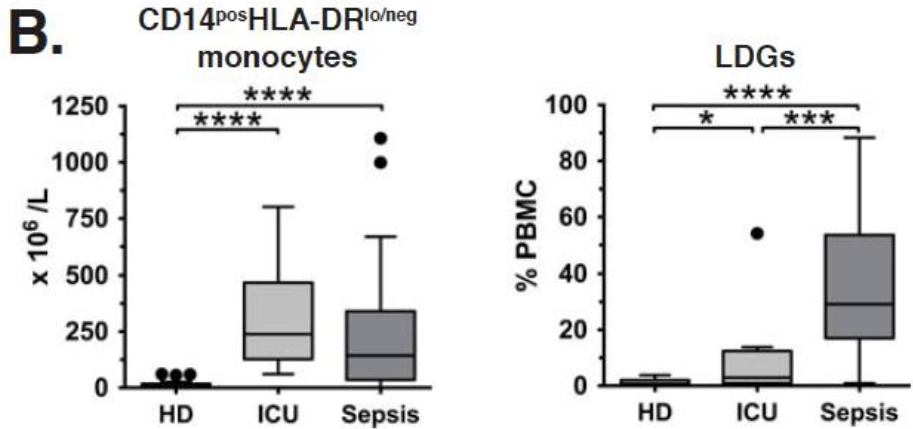 B.
CD14posHLA-DRlo/neg
monocytes
****
****
1250
1000
750
500
250
0
x 10⁶ /L
HD
ICU
Sepsis
LDGs
****
*
***
100
80
60
40
20
0
% PBMC
HD
ICU
Sepsis